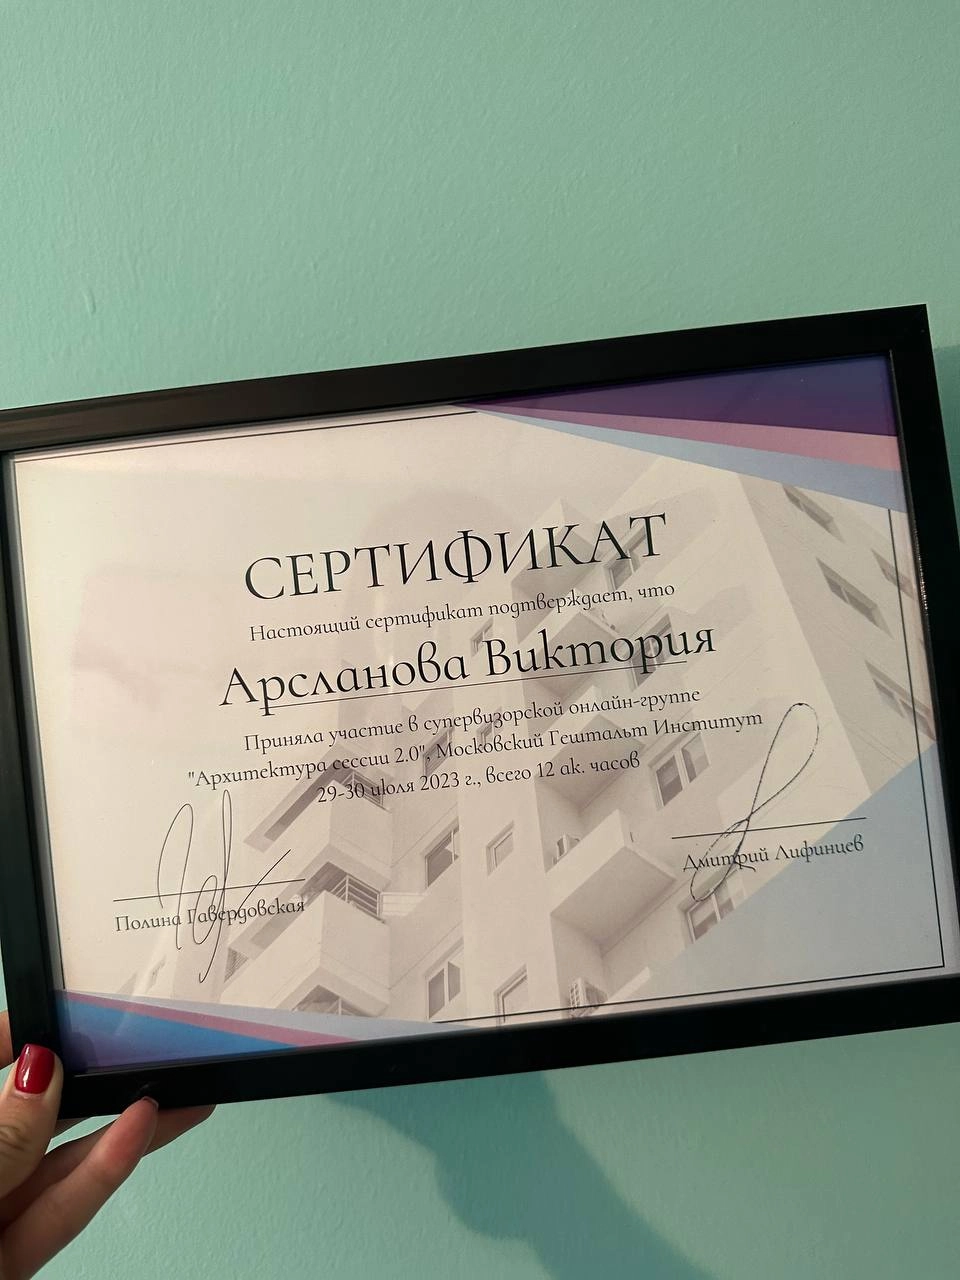 СЕРТИФИКАТ
Настоящий сертификат подтверждает, что
Арсланова Виктория
Приняла участие в супервизорской онлайн-группе
"Архитектура сессии 2.0", Московский Гештальт Институт
29-30 июля 2023 г., всего 12 ак. часов
Полина Гавердовская
Дмитрий Лифинцев